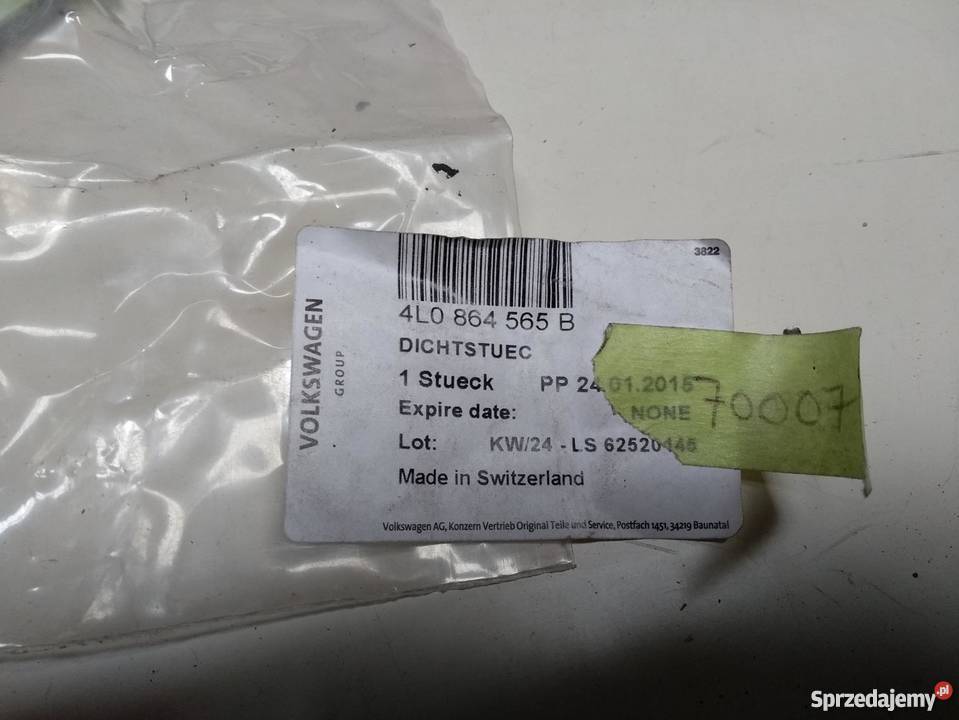 3822
VOLKSWAGEN
GROUP
4L0 864 565 B
DICHTSTUEC
1 Stueck PP 24.01.2015
Expire date: NONE
Lot: KW/24 - LS 62520445
Made in Switzerland
Volkswagen AG, Konzern Vertrieb Original Teile und Service, Postfach 1451, 34219 Baunatal
70007
Sprzedajemy.pl